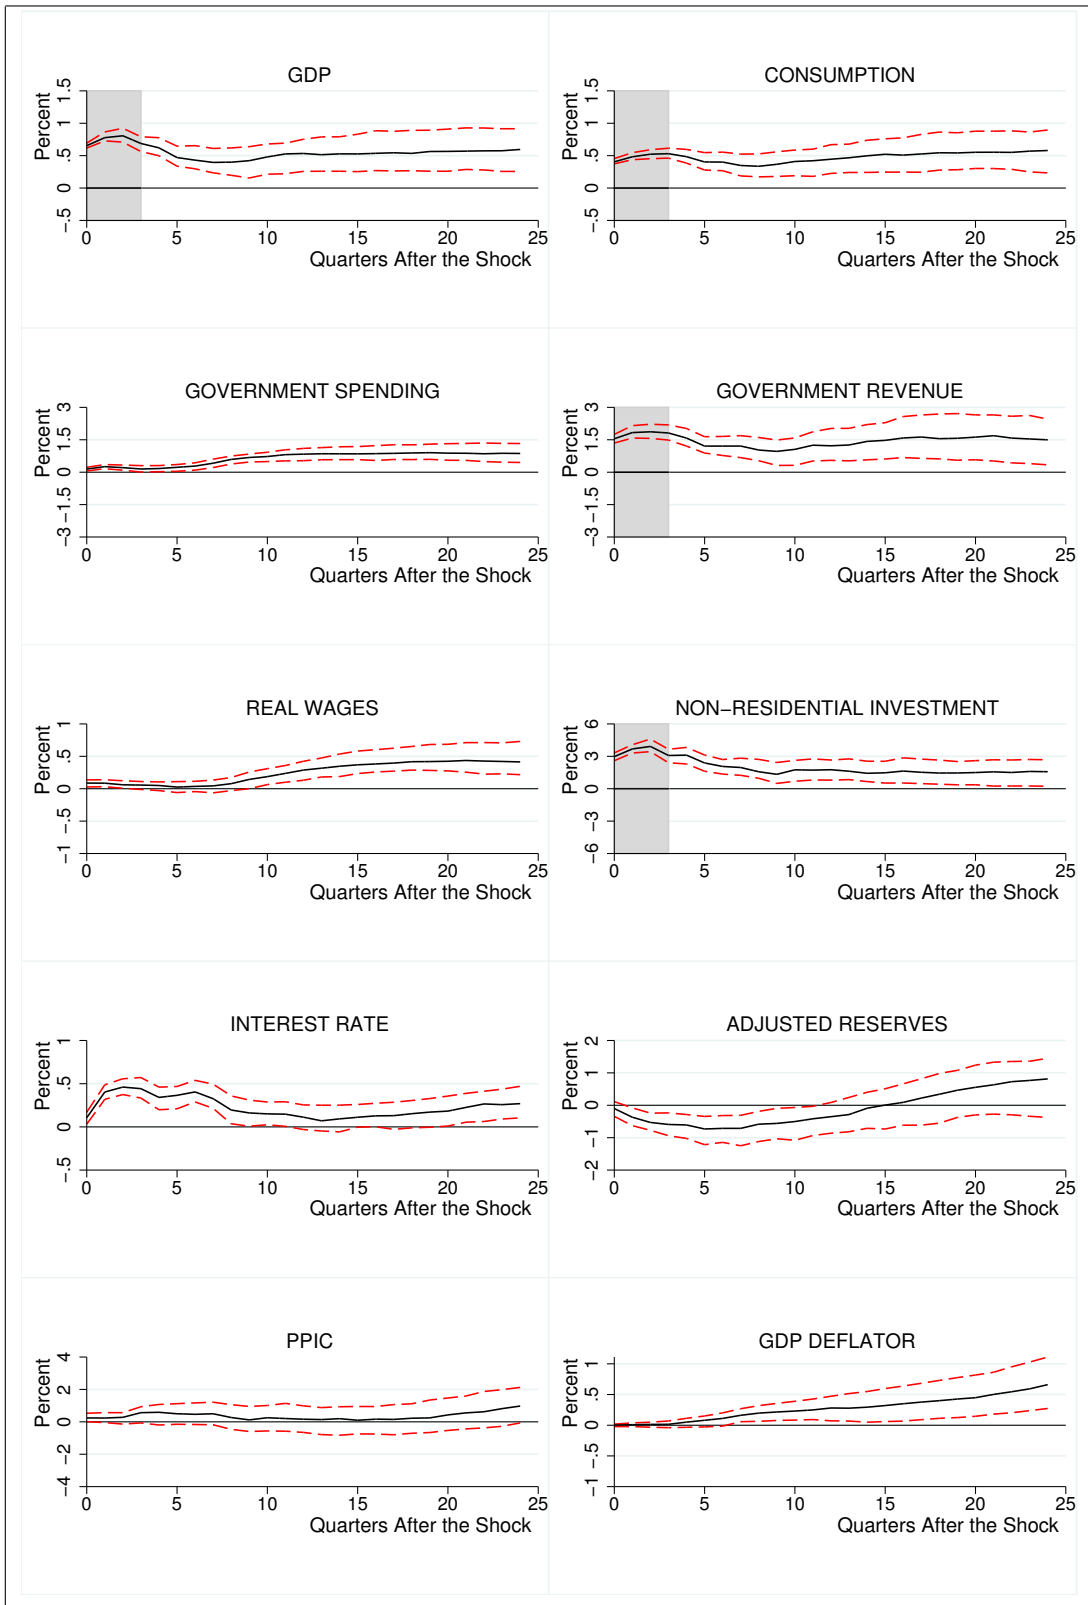 GDP
Percent
1.5
1
.5
0
−.5
0 5 10 15 20 25
Quarters After the Shock
CONSUMPTION
Percent
1.5
1
.5
0
−.5
0 5 10 15 20 25
Quarters After the Shock
GOVERNMENT SPENDING
Percent
3
1.5
0
−1.5
−3
0 5 10 15 20 25
Quarters After the Shock
GOVERNMENT REVENUE
Percent
3
1.5
0
−1.5
−3
0 5 10 15 20 25
Quarters After the Shock
REAL WAGES
Percent
1
.5
0
−.5
−1
0 5 10 15 20 25
Quarters After the Shock
NON−RESIDENTIAL INVESTMENT
Percent
6
3
0
−3
−6
0 5 10 15 20 25
Quarters After the Shock
INTEREST RATE
Percent
1
.5
0
−.5
0 5 10 15 20 25
Quarters After the Shock
ADJUSTED RESERVES
Percent
2
1
0
−1
−2
0 5 10 15 20 25
Quarters After the Shock
PPIC
Percent
4
2
0
−2
−4
0 5 10 15 20 25
Quarters After the Shock
GDP DEFLATOR
Percent
1
.5
0
−.5
−1
0 5 10 15 20 25
Quarters After the Shock